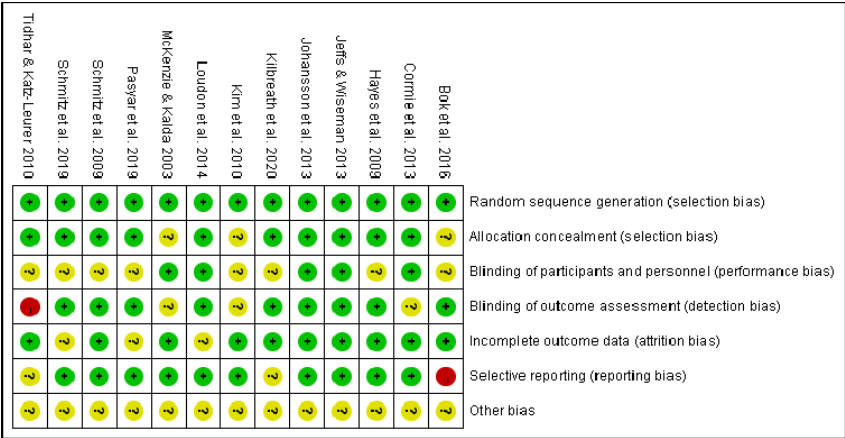 Tidhar & Katz-Leurer 2010
Schmitz et al. 2019
Schmitz et al. 2009
Pasyar et al. 2019
McKenzie & Kalda 2003
Loudon et al. 2014
Kim et al. 2010
Kilbreath et al. 2020
Johansson et al. 2013
Jeffs & Wiseman 2013
Hayes et al. 2009
Cormie et al. 2013
Bok et al. 2016
+ + + + + + + + + + + + + Random sequence generation (selection bias)
+ + + + ? + ? + + + + + ? Allocation concealment (selection bias)
? ? ? ? + + ? ? + + ? + ? Blinding of participants and personnel (performance bias)
- + + + ? + ? + + + + ? + Blinding of outcome assessment (detection bias)
+ ? + ? + ? + + + + + + + Incomplete outcome data (attrition bias)
? + + + + + + ? + + + + - Selective reporting (reporting bias)
? ? ? ? ? ? ? ? ? ? ? ? ? Other bias